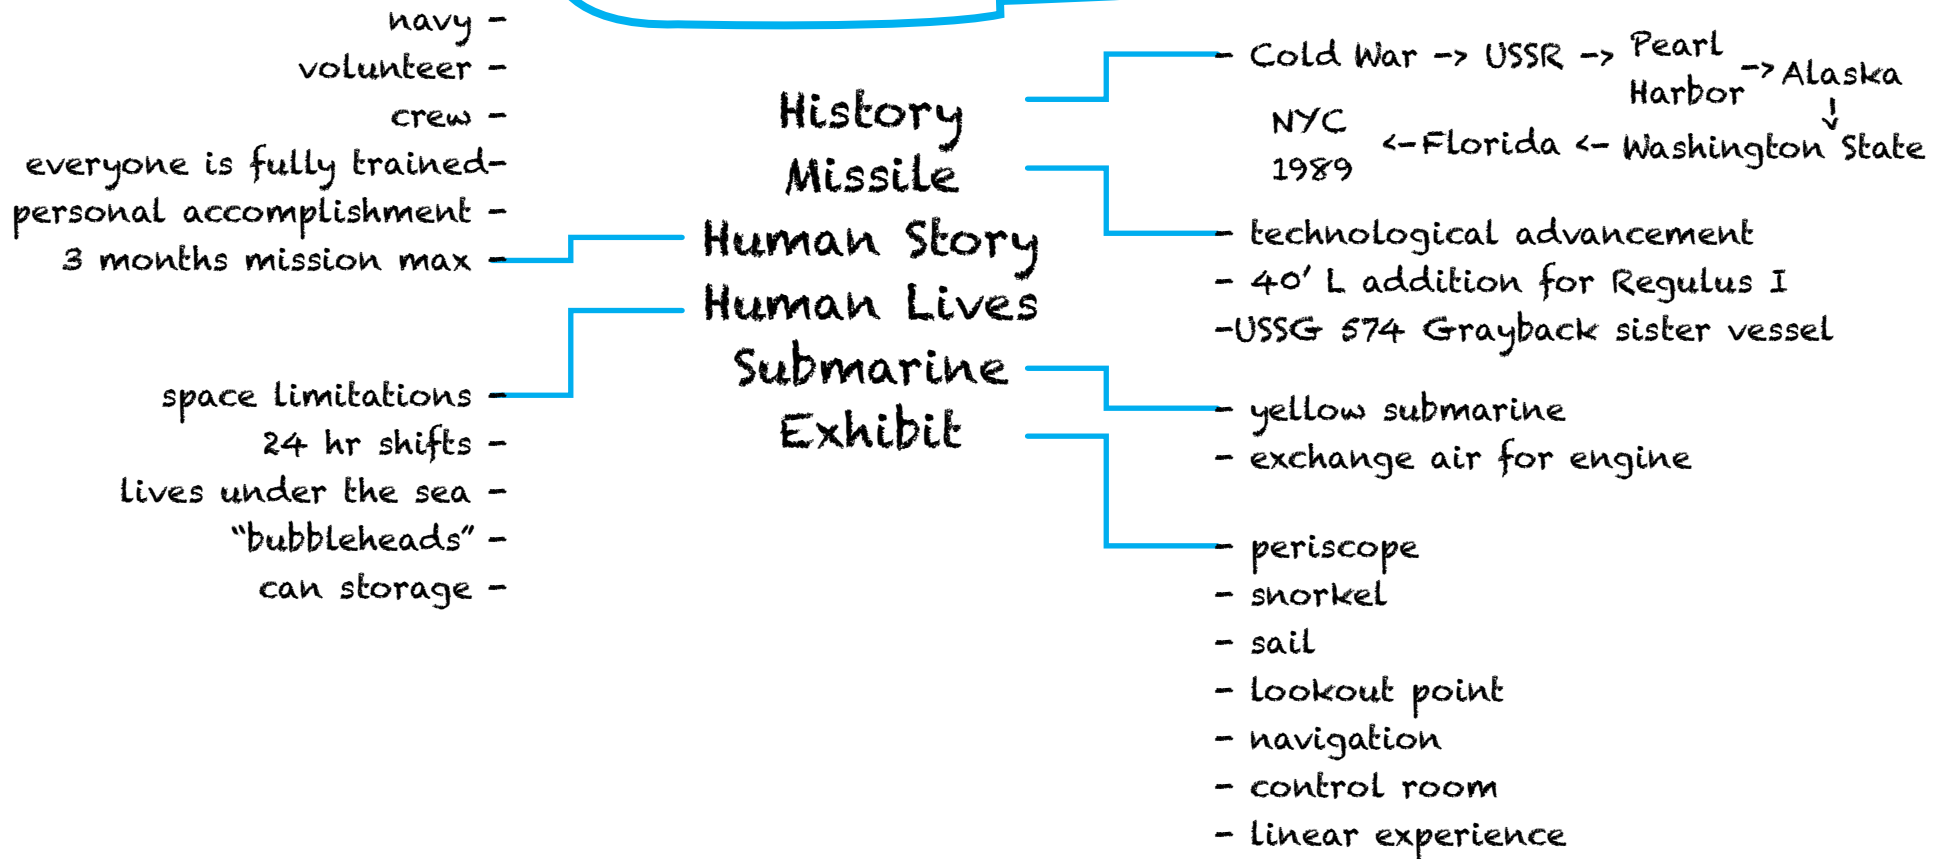 navy -
volunteer -
crew -
everyone is fully trained-
personal accomplishment -
3 months mission max -
space limitations -
24 hr shifts -
lives under the sea -
“bubbleheads” -
can storage -
History
Missile
Human Story
Human Lives
Submarine
Exhibit
- Cold War -> USSR -> Pearl
Harbor -> Alaska
↓
NYC
1989 <-Florida <- Washington State
- technological advancement
- 40’ L addition for Regulus I
-USSG 574 Grayback sister vessel
- yellow submarine
- exchange air for engine
- periscope
- snorkel
- sail
- lookout point
- navigation
- control room
- linear experience